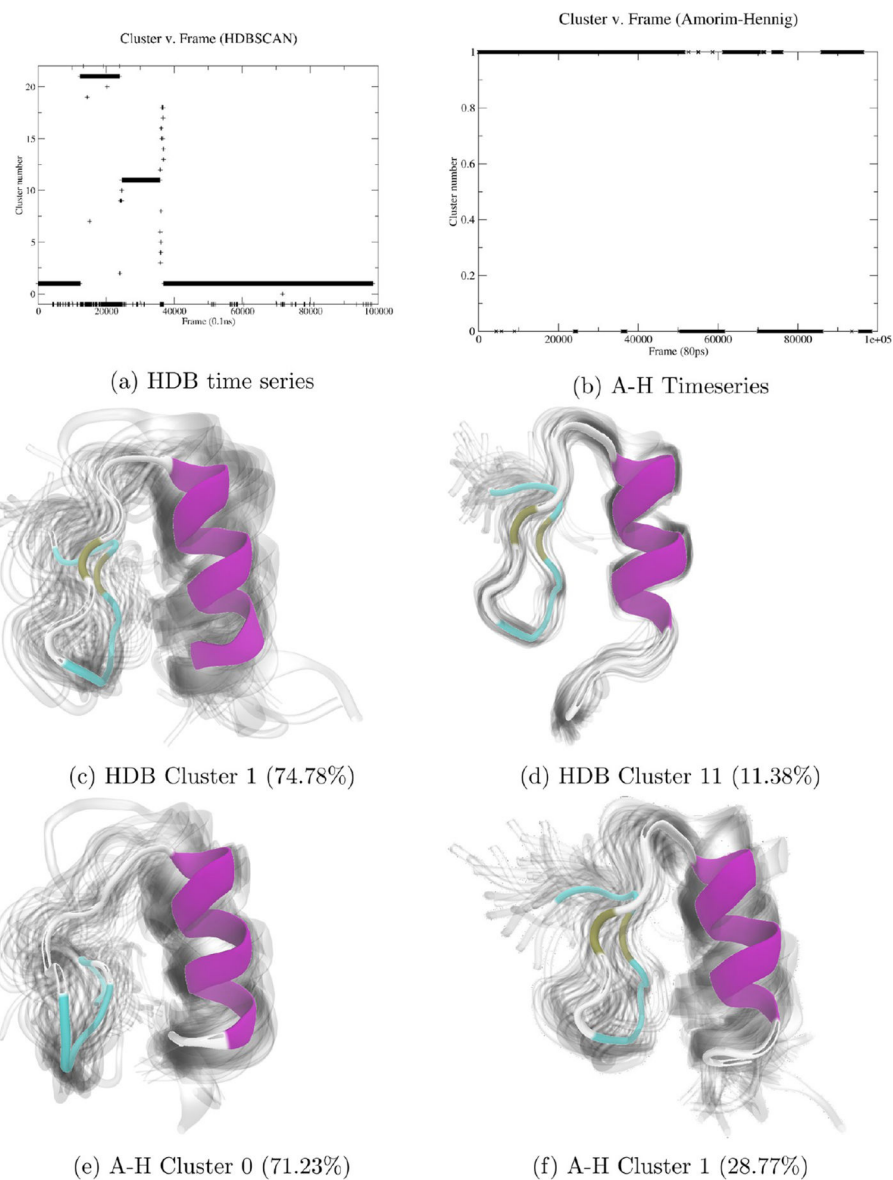 Cluster v. Frame (HDBSCAN)
20
15
10
5
0
Cluster number
0 20000 40000 60000 80000 100000
Frame (0.1ns)
(a) HDB time series
Cluster v. Frame (Amorim-Hennig)
1
0.8
0.6
0.4
0.2
0
Cluster number
0 20000 40000 60000 80000 1e+05
Frame (80ps)
(b) A-H Timeseries
(c) HDB Cluster 1 (74.78%)
(d) HDB Cluster 11 (11.38%)
(e) A-H Cluster 0 (71.23%)
(f) A-H Cluster 1 (28.77%)